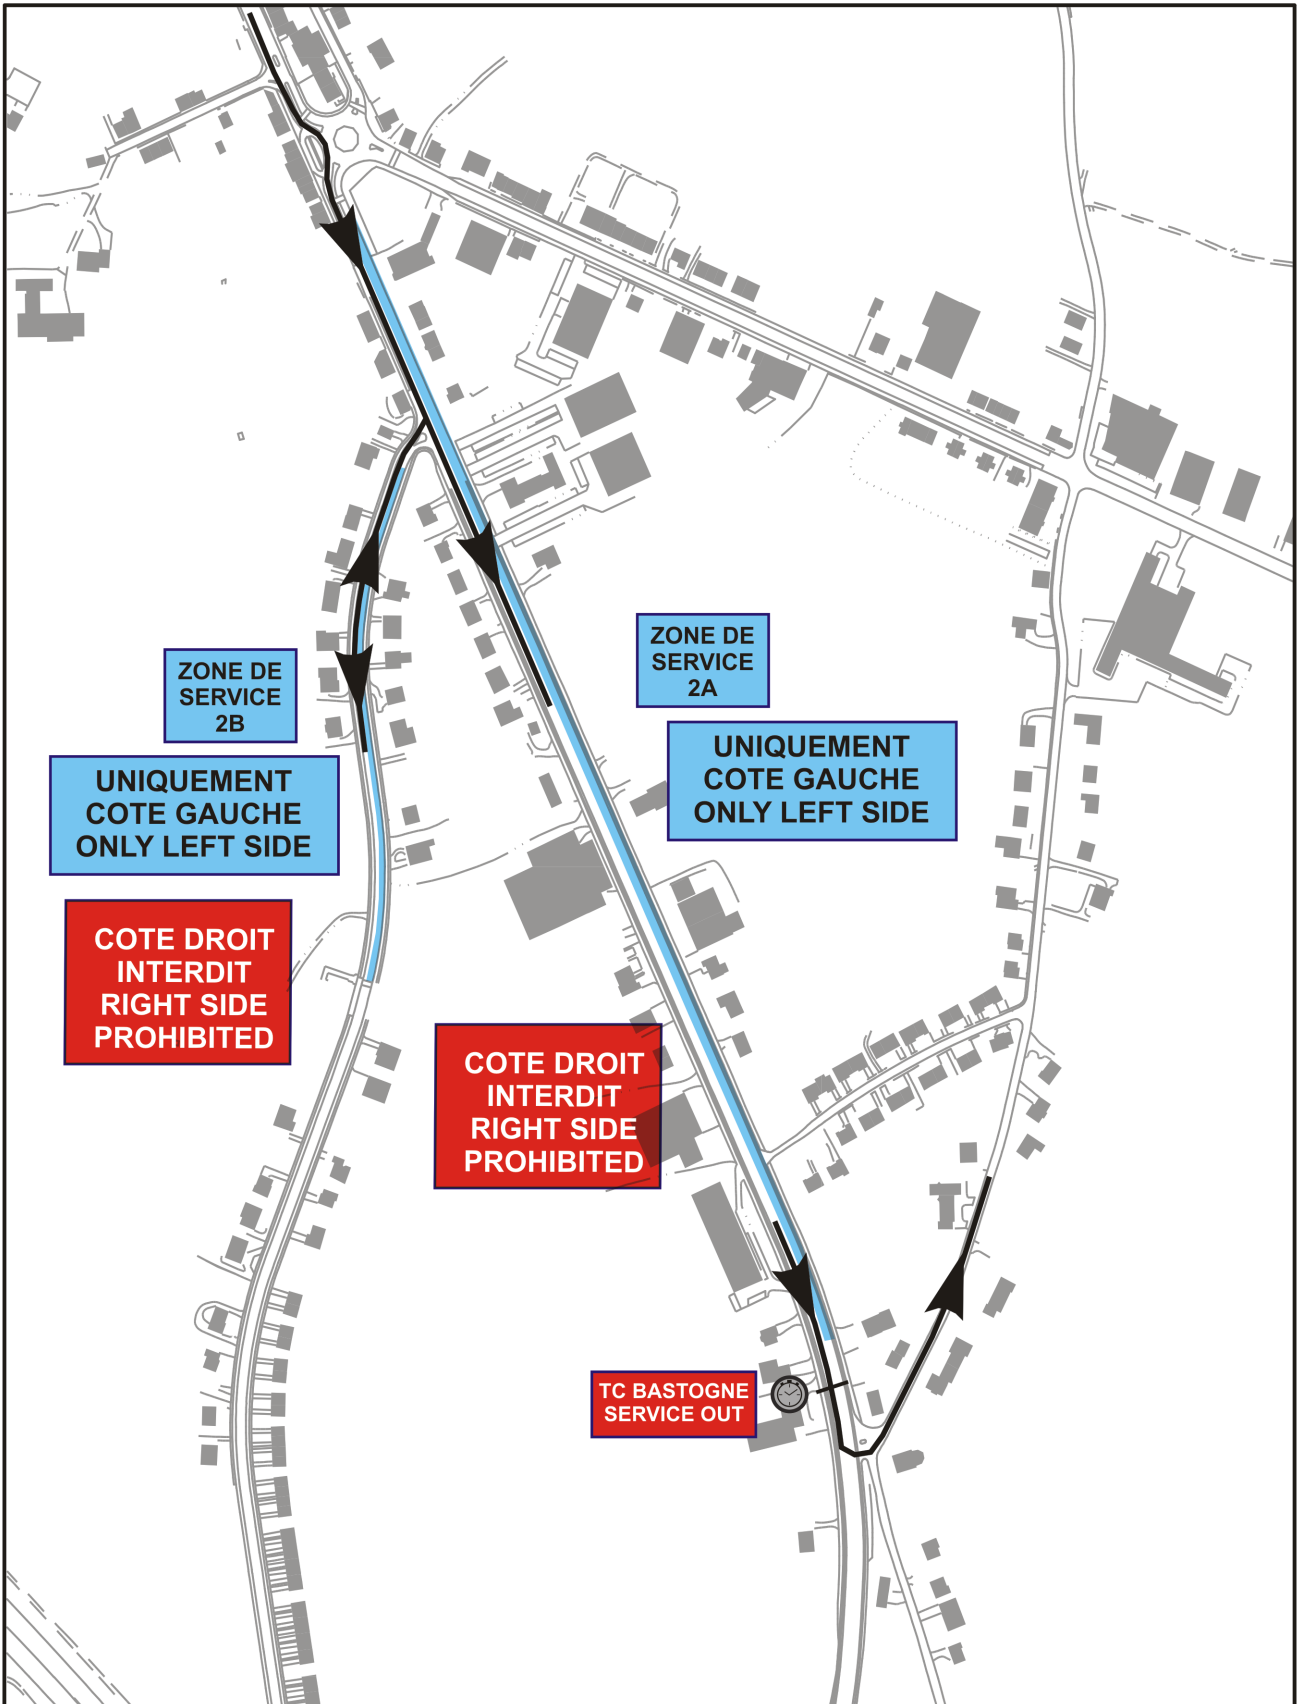 ZONE DE
SERVICE
2A
UNIQUEMENT
COTE GAUCHE
ONLY LEFT SIDE
ZONE DE
SERVICE
2B
UNIQUEMENT
COTE GAUCHE
ONLY LEFT SIDE
COTE DROIT
INTERDIT
RIGHT SIDE
PROHIBITED
COTE DROIT
INTERDIT
RIGHT SIDE
PROHIBITED
TC BASTOGNE
SERVICE OUT